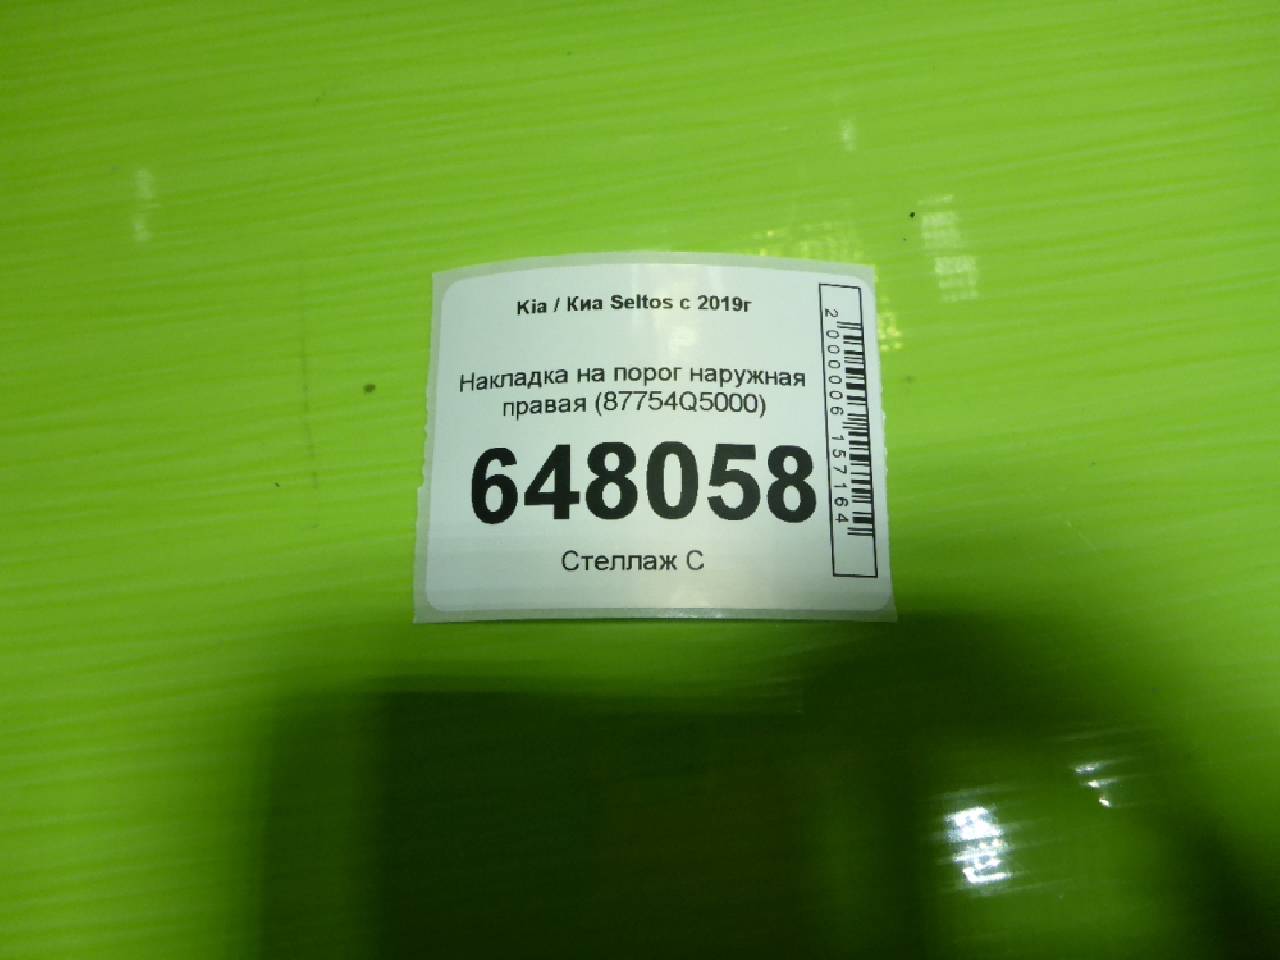 Kia / Киа Seltos с 2019г
Накладка на порог наружная
правая (87754Q5000)
648058
Стеллаж С
2000006157164